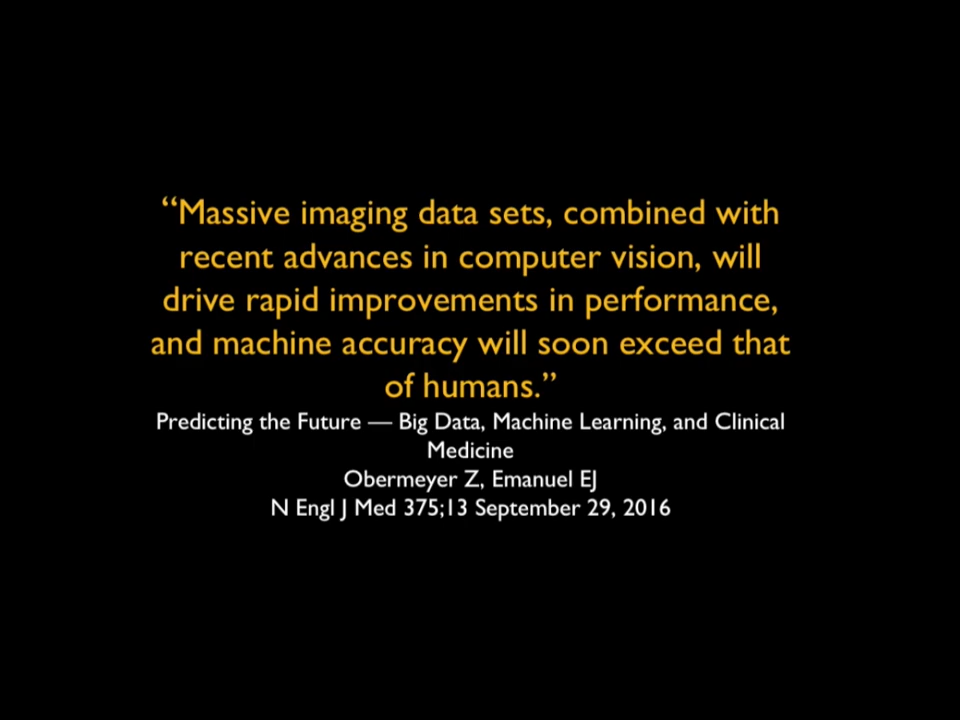 “Massive imaging data sets, combined with
recent advances in computer vision, will
drive rapid improvements in performance,
and machine accuracy will soon exceed that
of humans.”
Predicting the Future — Big Data, Machine Learning, and Clinical
Medicine
Obermeyer Z, Emanuel EJ
N Engl J Med 375;13 September 29, 2016